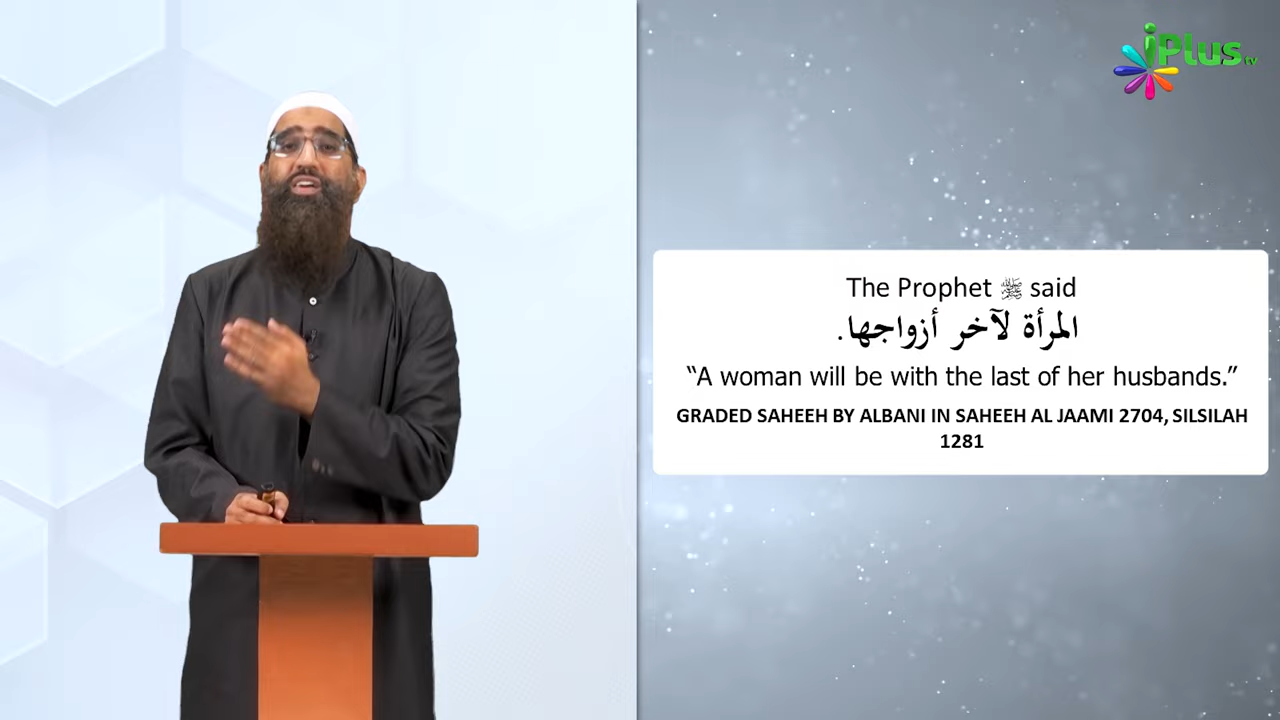 iPlus tv
The Prophet ﷺ said
المرأة لآخر أزواجها.
“A woman will be with the last of her husbands.”
GRADED SAHEEH BY ALBANI IN SAHEEH AL JAAMI 2704, SILSILAH
1281